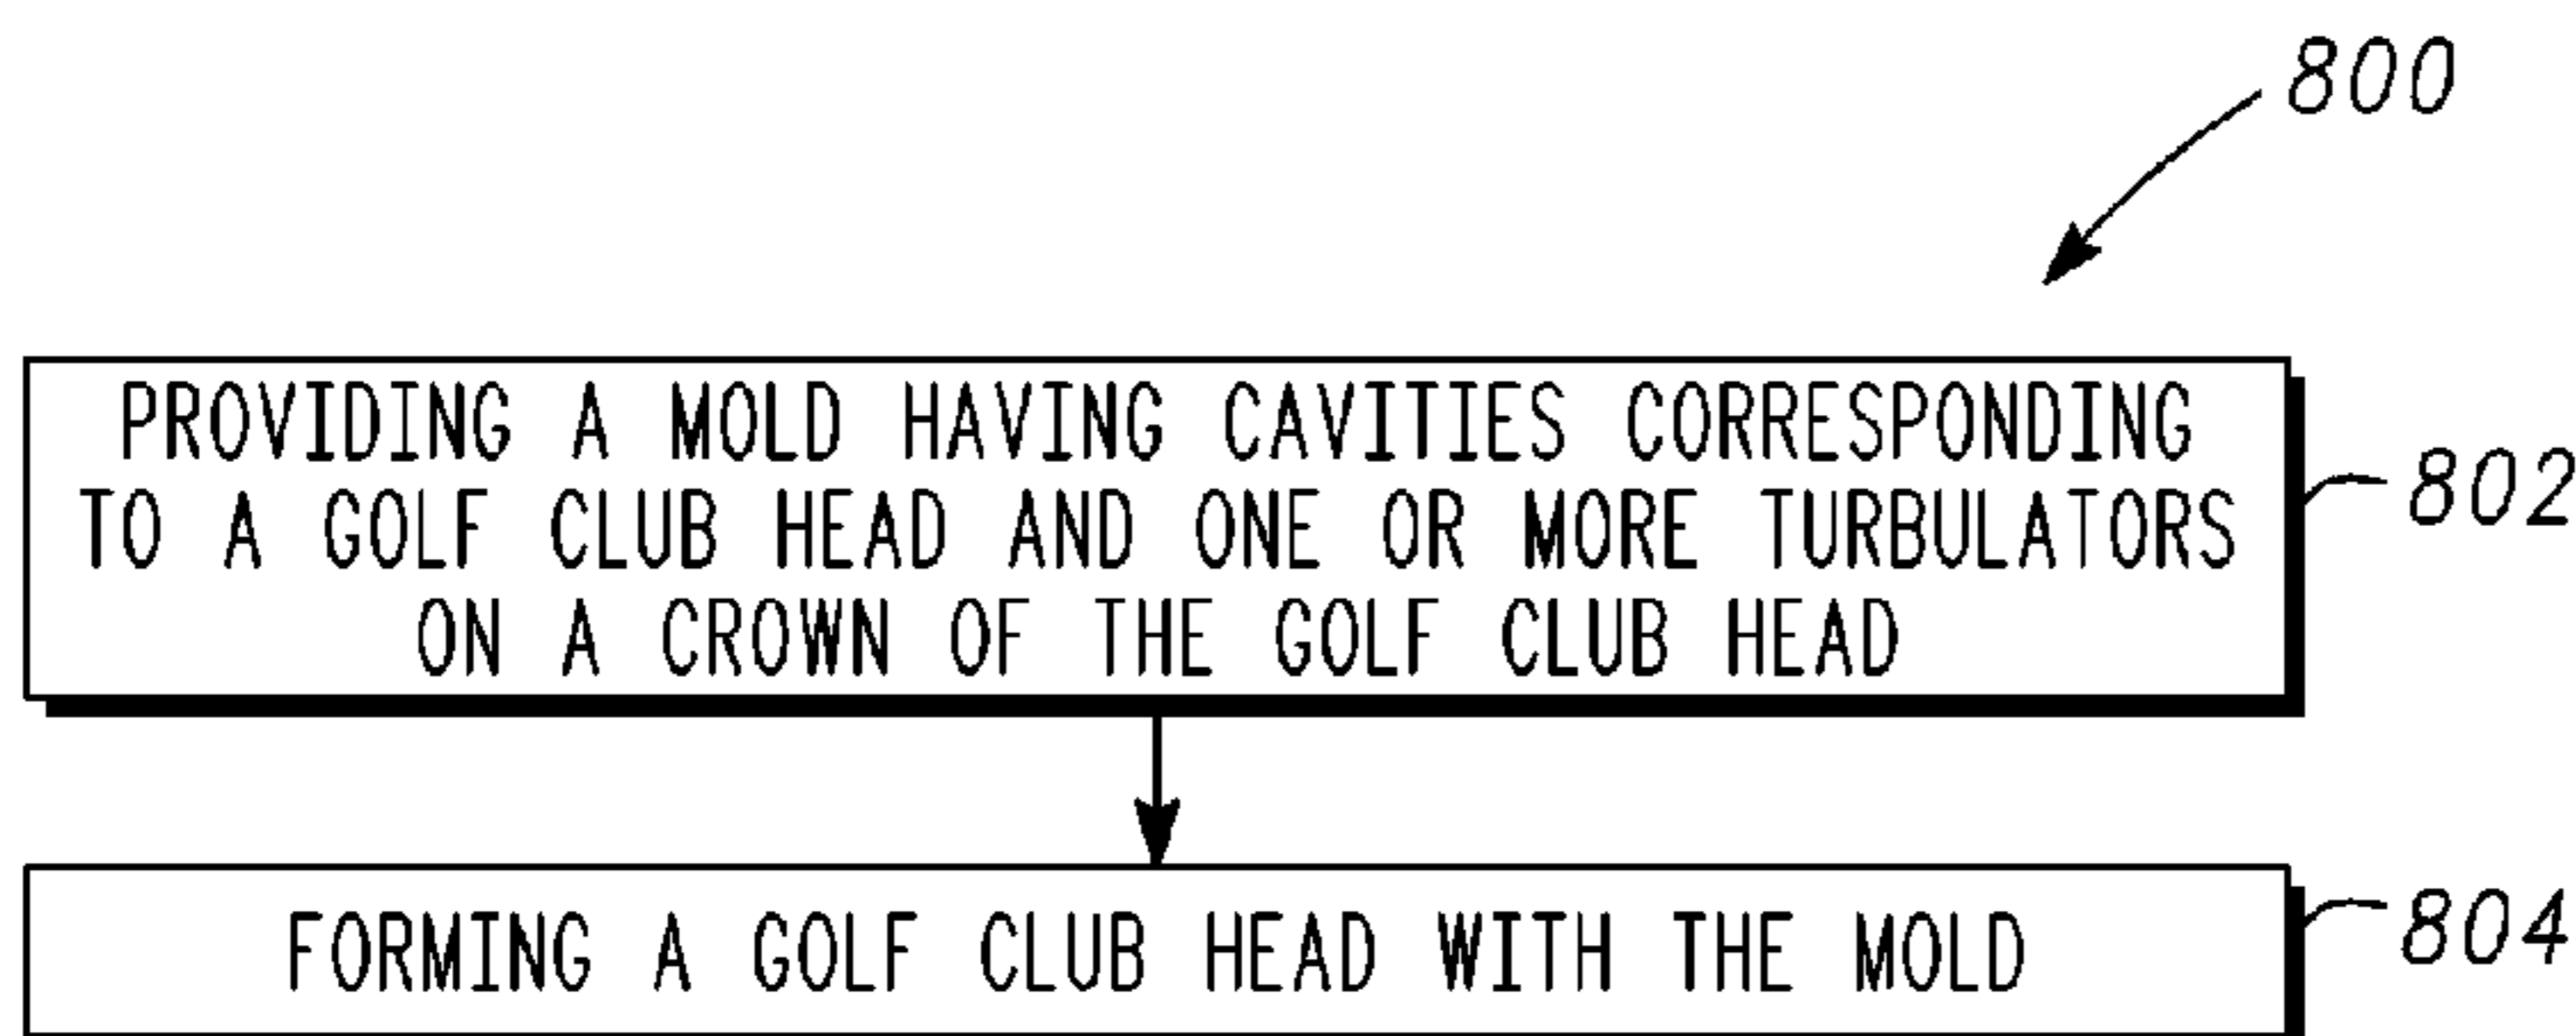 800
PROVIDING A MOLD HAVING CAVITIES CORRESPONDING
TO A GOLF CLUB HEAD AND ONE OR MORE TURBULATORS
ON A CROWN OF THE GOLF CLUB HEAD
802
FORMING A GOLF CLUB HEAD WITH THE MOLD
804